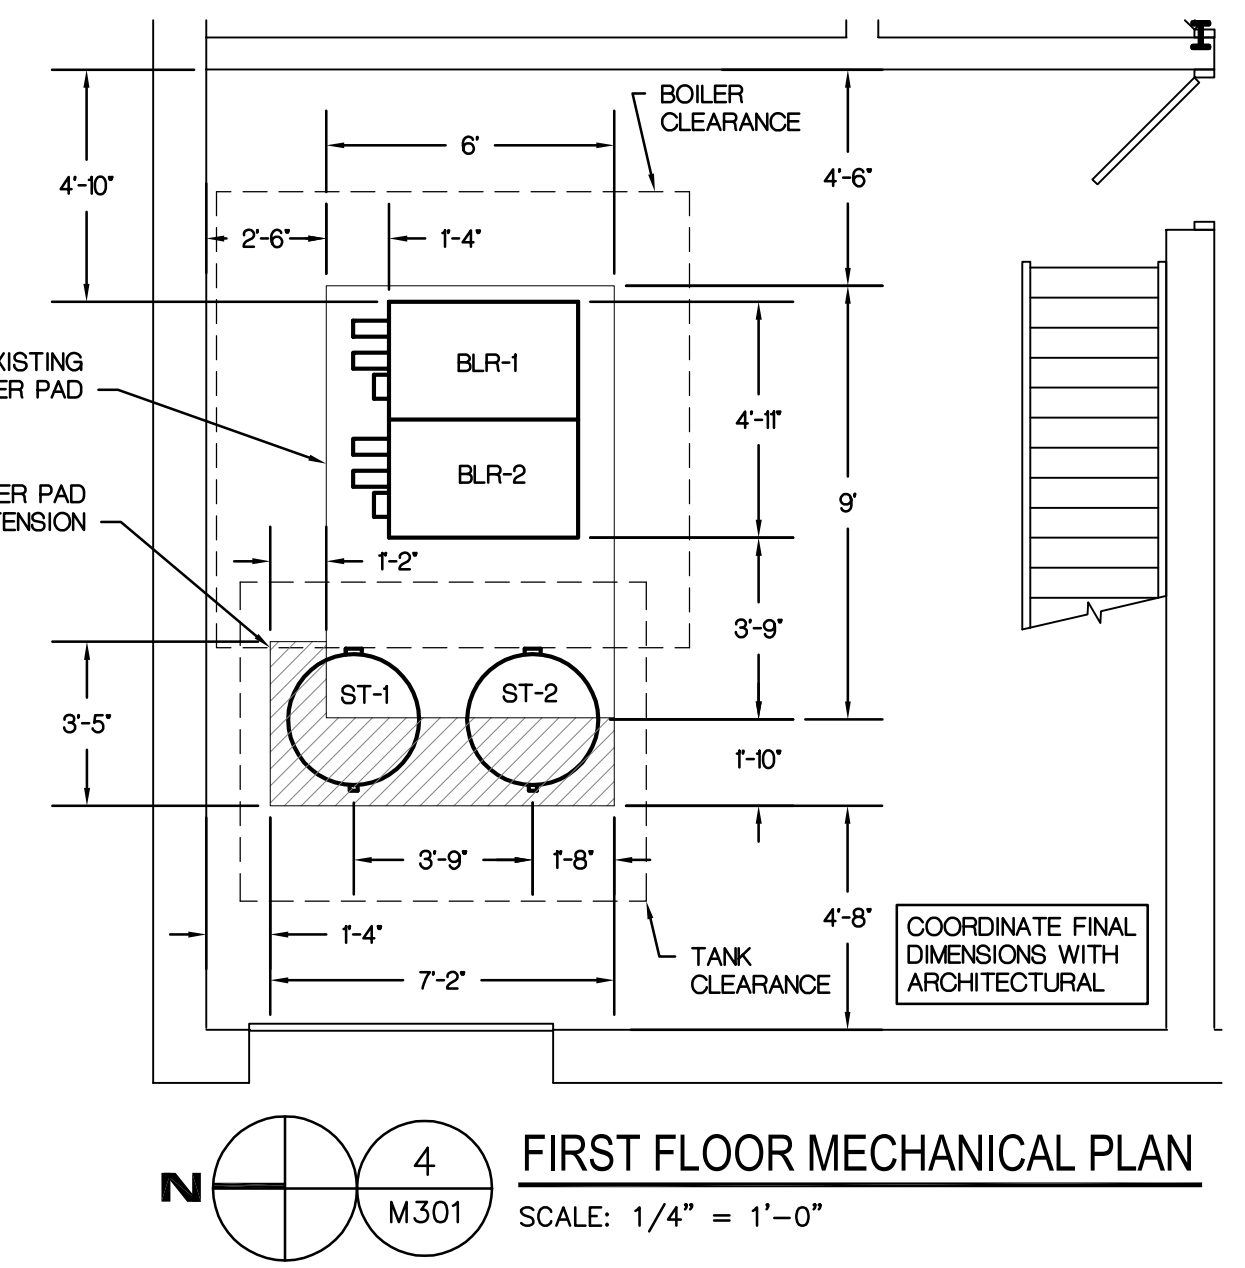 BOILER
CLEARANCE
6'
4'-10"
4'-6"
2'-6"
1'-4"
XISTING
ER PAD
BLR-1
4'-11"
BLR-2
ER PAD
TENSION
9'
1'-2"
3'-9"
ST-1
ST-2
3'-5"
1'-10"
3'-9"
1'-8"
4'-8"
1'-4"
COORDINATE FINAL
DIMENSIONS WITH
ARCHITECTURAL
TANK
CLEARANCE
7'-2"
N
4
M301
FIRST FLOOR MECHANICAL PLAN
SCALE: 1/4" = 1'-0"